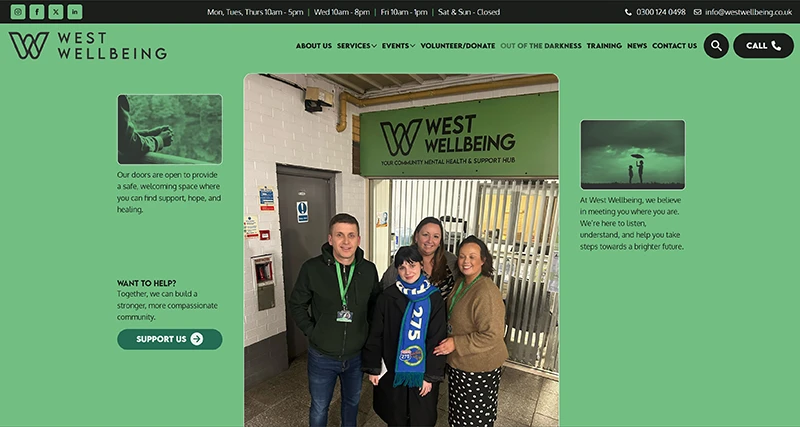 Mon, Tues, Thurs 10am - 5pm | Wed 10am - 8pm | Fri 10am - 1pm | Sat & Sun - Closed
0300 124 0498
info@westwellbeing.co.uk
WEST
WELLBEING
ABOUT US SERVICES EVENTS VOLUNTEER/DONATE OUT OF THE DARKNESS TRAINING NEWS CONTACT US
CALL
WEST
WELLBEING
YOUR COMMUNITY MENTAL HEALTH & SUPPORT HUB
275
Our doors are open to provide
a safe, welcoming space where
you can find support, hope, and
healing.
WANT TO HELP?
Together, we can build a
stronger, more compassionate
community.
SUPPORT US
At West Wellbeing, we believe
in meeting you where you are.
We're here to listen,
understand, and help you take
steps towards a brighter future.